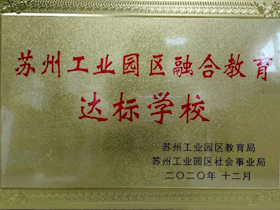 苏州工业园区融合教育
达标学校
苏州工业园区教育局
苏州工业园区社会事业局
二〇二〇年 十二月